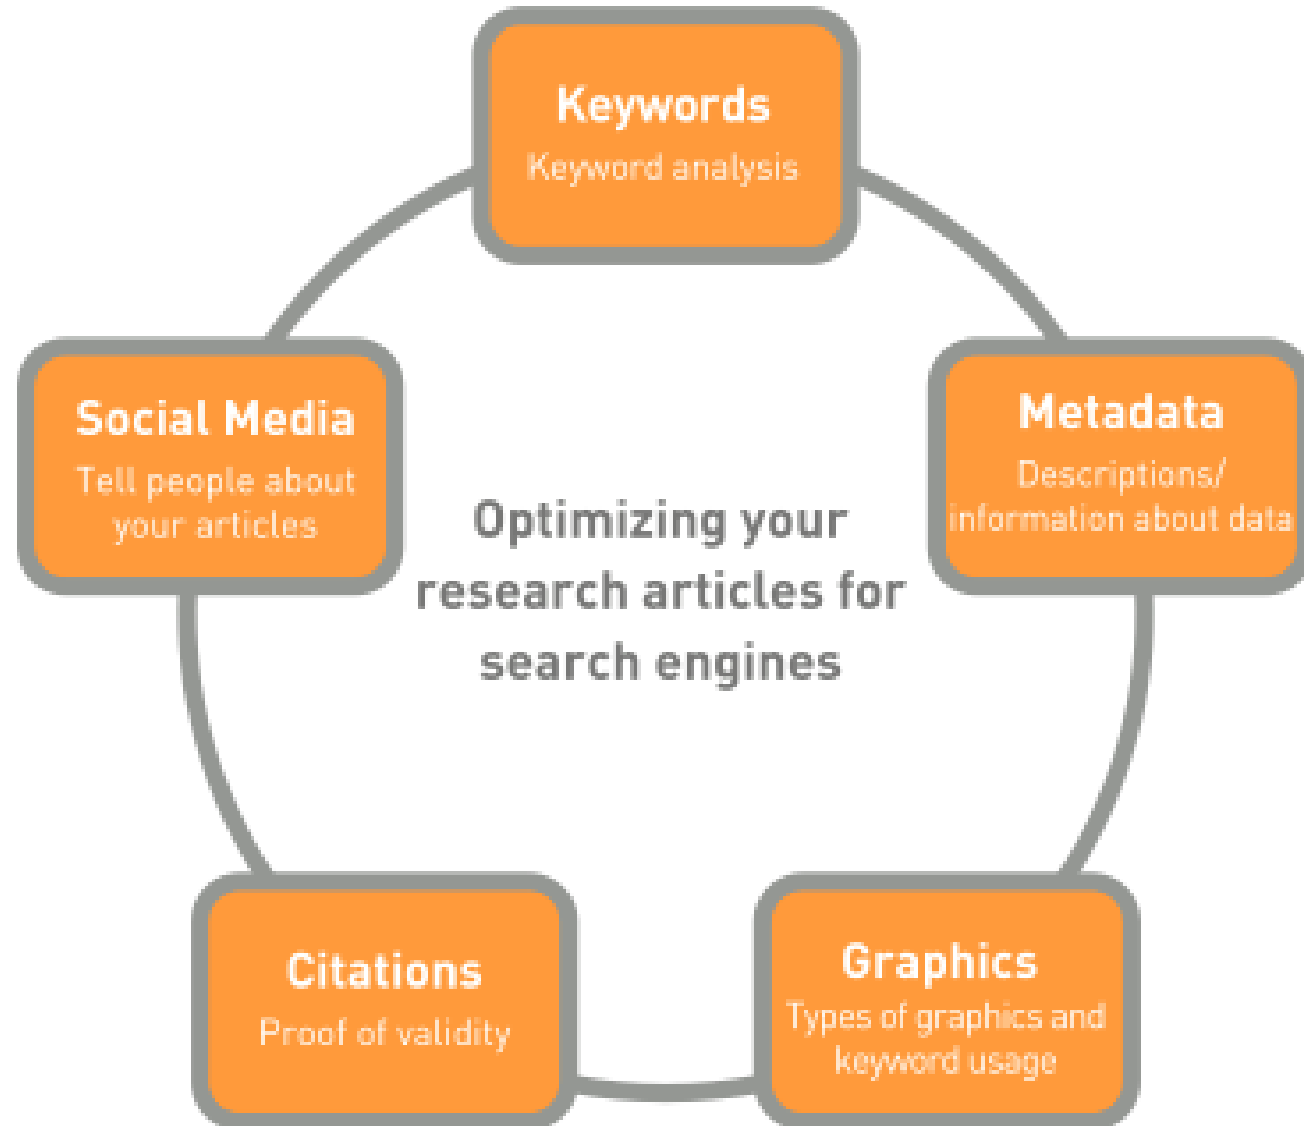 Keywords
Keyword analysis
Social Media
Tell people about
your articles
Metadata
Descriptions/
information about data
Optimizing your
research articles for
search engines
Citations
Proof of validity
Graphics
Types of graphics and
keyword usage